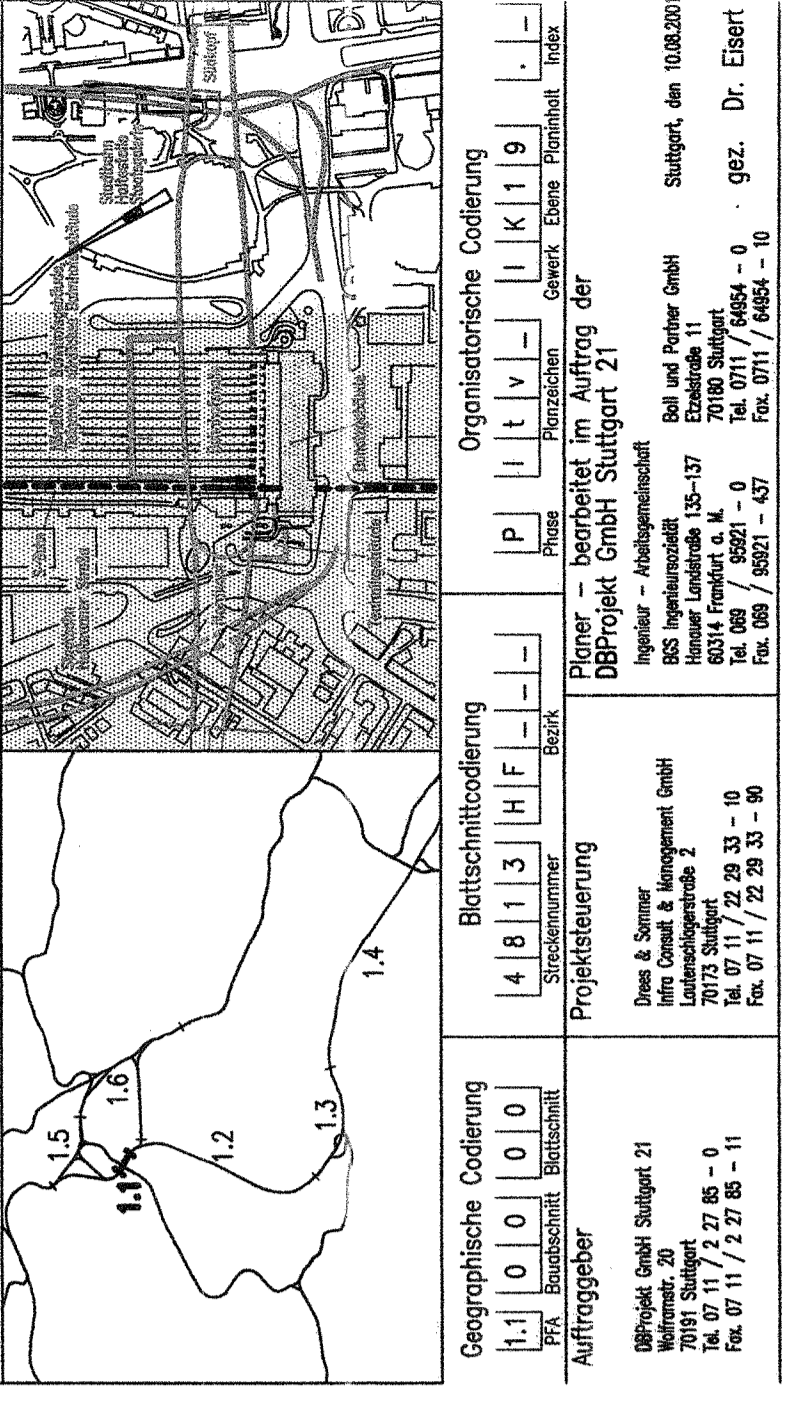 1.5
1.6
1.1
1.2
1.3
1.4
Stadtbahn
Haltestelle
Staatsgalerie
Südkopf
Geographische Codierung
1.1 0 0 0 0
PFA Bauabschnitt Blattschnitt
Blattschnittcodierung
4 8 1 3 H F _ _ _
Streckennummer Bezirk
Organisatorische Codierung
P I t v _ I K 1 9 . _
Phase Planzeichen Gewerk Ebene Planinhalt Index
Auftraggeber
DBProjekt GmbH Stuttgart 21
Wolframstr. 20
70191 Stuttgart
Tel. 07 11 / 2 27 85 - 0
Fax. 07 11 / 2 27 85 - 11
Projektsteuerung
Drees & Sommer
Infra Consult & Management GmbH
Lautenschlagerstraße 2
70173 Stuttgart
Tel. 07 11 / 22 29 33 - 10
Fax. 07 11 / 22 29 33 - 90
Planer - bearbeitet im Auftrag der
DBProjekt GmbH Stuttgart 21
Ingenieur - Arbeitsgemeinschaft
BGS Ingenieursozietät
Hanauer Landstraße 135-137
60314 Frankfurt a. M.
Tel. 069 / 95921 - 0
Fax. 069 / 95921 - 437
Boll und Partner GmbH
Etzelstraße 11
70180 Stuttgart
Tel. 0711 / 64954 - 0
Fax. 0711 / 64954 - 10
Stuttgart, den 10.08.2001
gez. Dr. Eisert